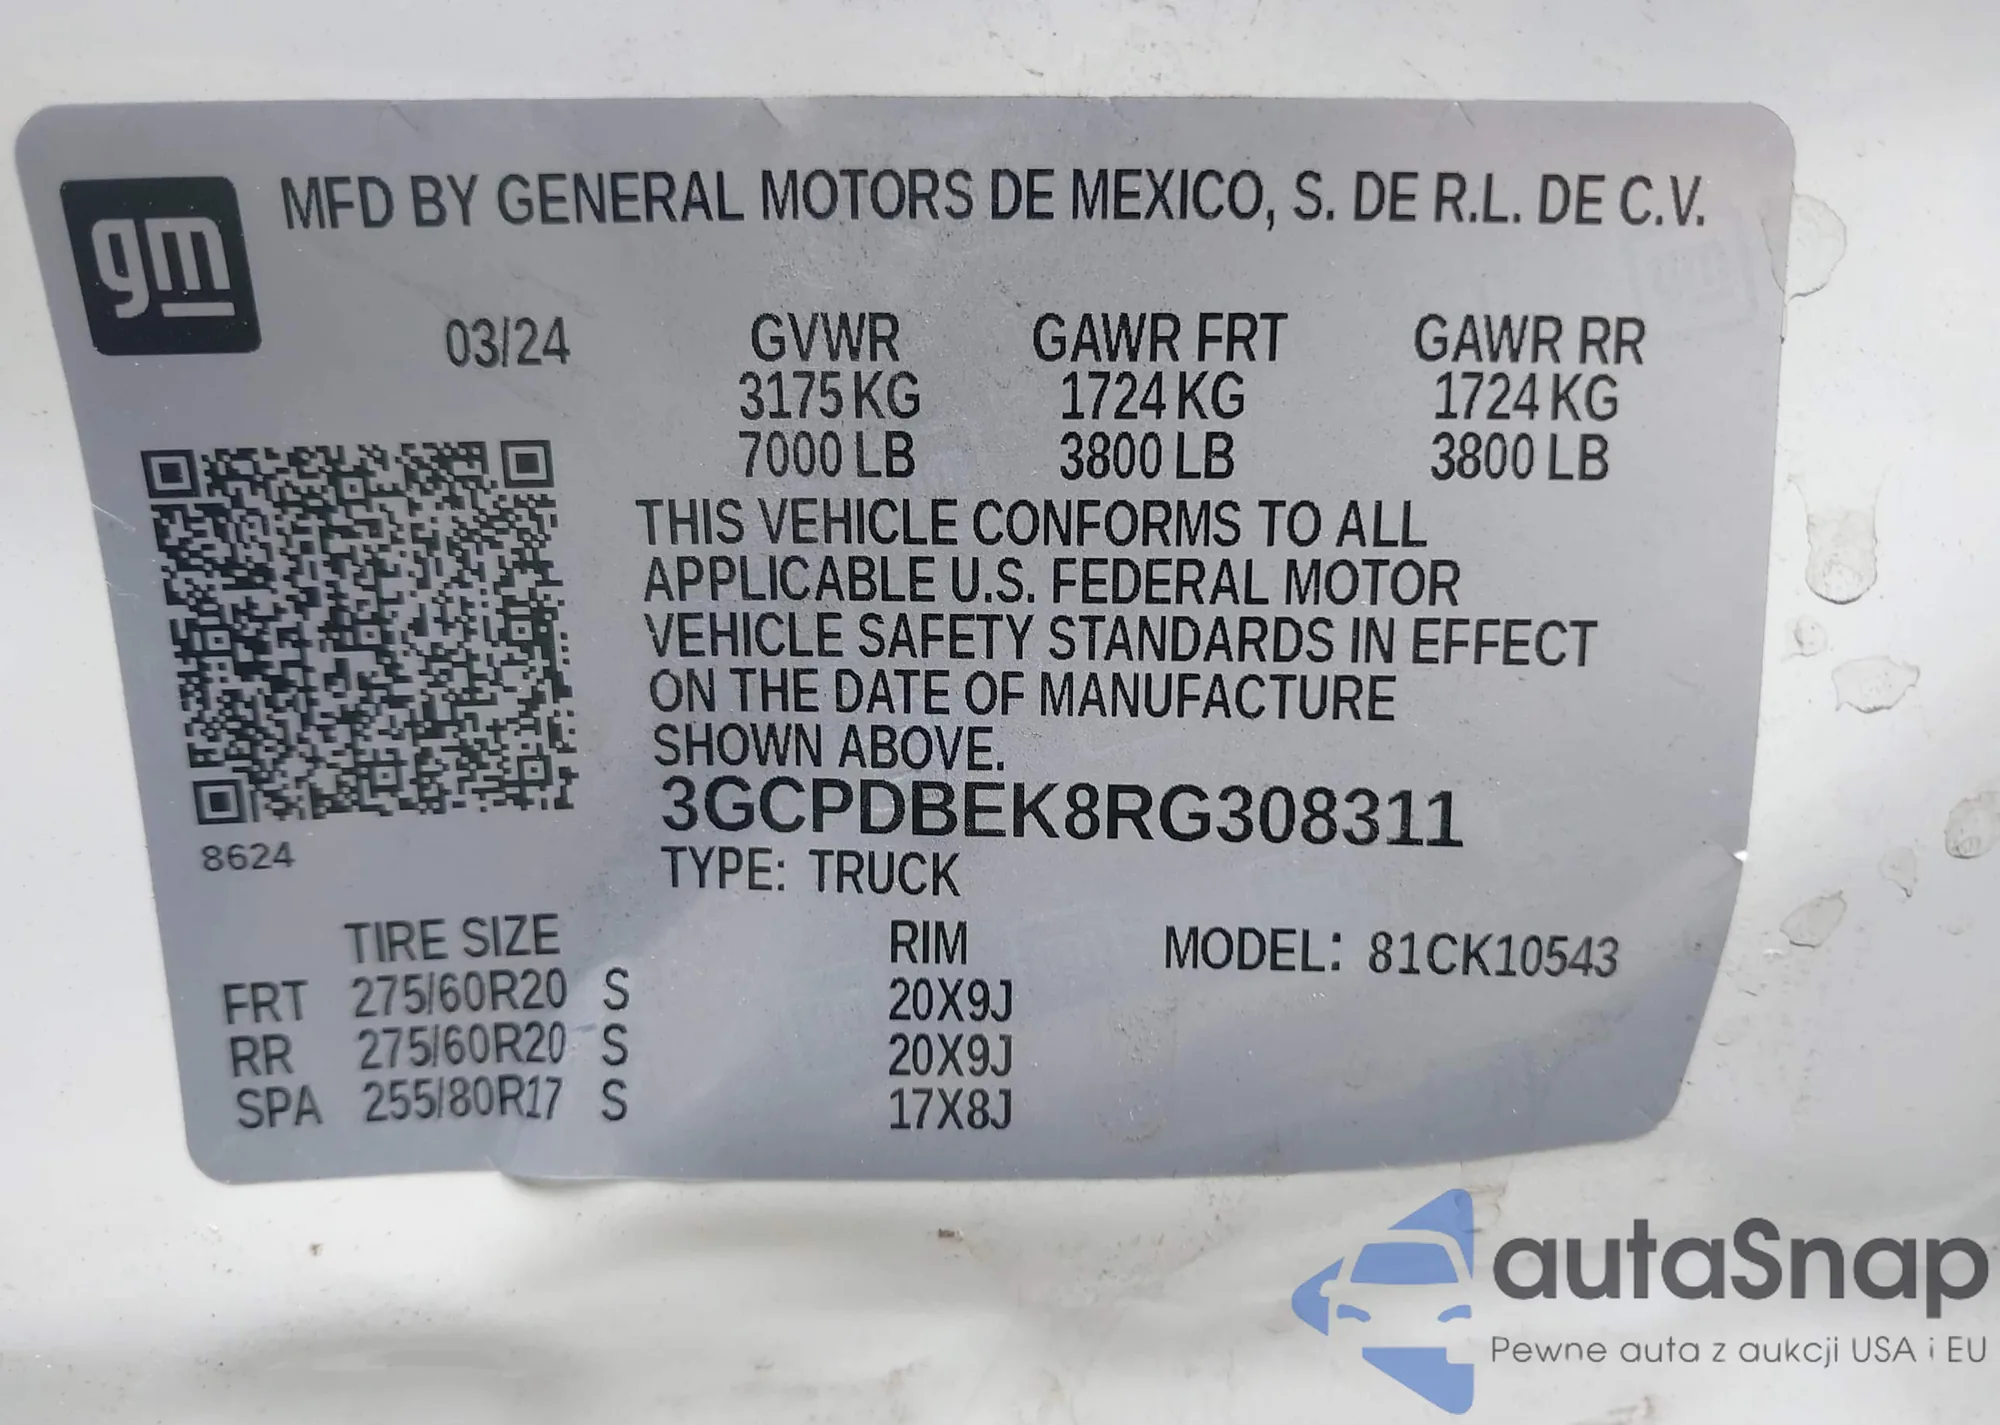 gm
MFD BY GENERAL MOTORS DE MEXICO, S. DE R.L. DE C.V.
03/24 GVWR GAWR FRT GAWR RR
3175 KG 1724 KG 1724 KG
7000 LB 3800 LB 3800 LB
THIS VEHICLE CONFORMS TO ALL
APPLICABLE U.S. FEDERAL MOTOR
VEHICLE SAFETY STANDARDS IN EFFECT
ON THE DATE OF MANUFACTURE
SHOWN ABOVE.
3GCPDBEK8RG308311
8624
TYPE: TRUCK
TIRE SIZE RIM MODEL: 81CK10543
FRT 275/60R20 S 20X9J
RR 275/60R20 S 20X9J
SPA 255/80R17 S 17X8J
autaSnap
Pewne auta z aukcji USA i EU